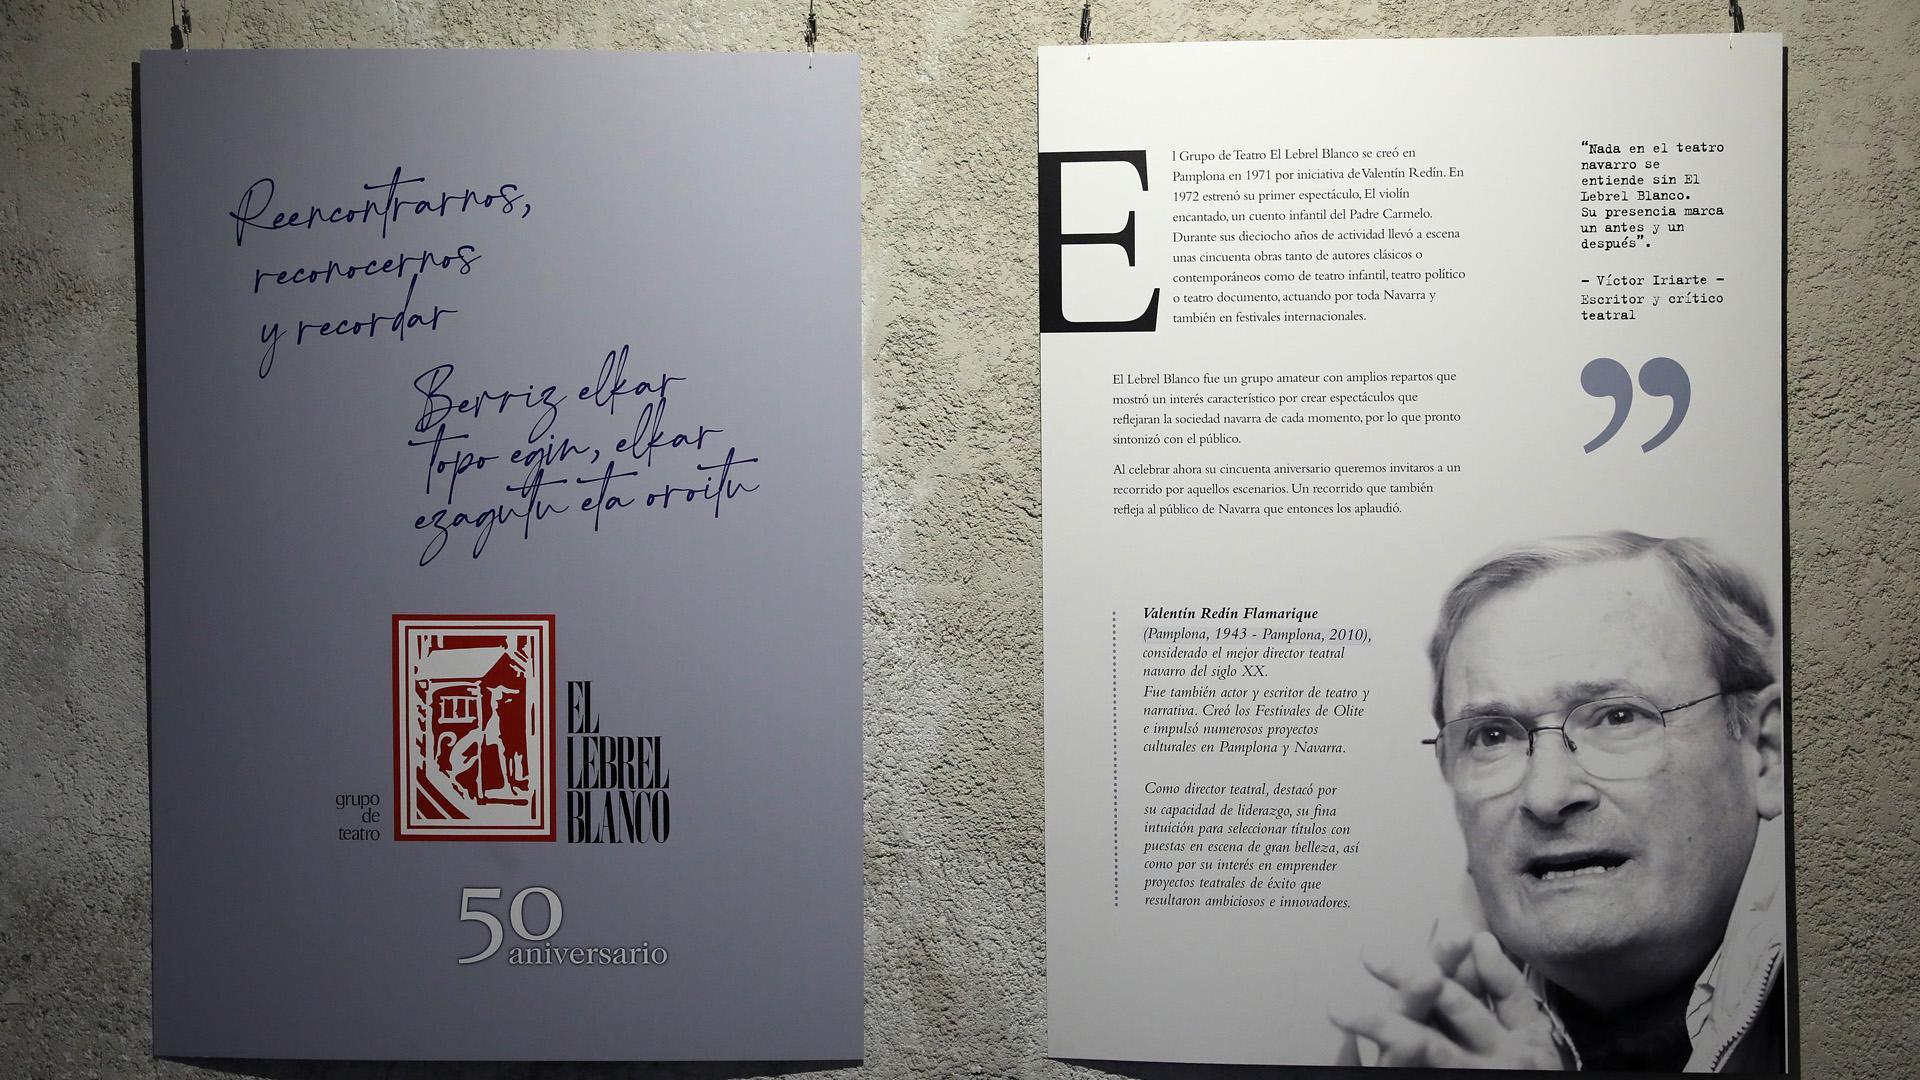 Reencontrarnos,
reconocernos
y recordar
Berriz elkar
topo egin, elkar
ezagutu eta oroitu
grupo
de
teatro
EL
LEBREL
BLANCO
50
aniversario
El Grupo de Teatro El Lebrel Blanco se creó en
Pamplona en 1971 por iniciativa de Valentín Redín. En
1972 estrenó su primer espectáculo, El violín
encantado, un cuento infantil del Padre Carmelo.
Durante sus dieciocho años de actividad llevó a escena
unas cincuenta obras tanto de autores clásicos o
contemporáneos como de teatro infantil, teatro político
o teatro documento, actuando por toda Navarra y
también en festivales internacionales.
El Lebrel Blanco fue un grupo amateur con amplios repartos que
mostró un interés característico por crear espectáculos que
reflejaran la sociedad navarra de cada momento, por lo que pronto
sintonizó con el público.
Al celebrar ahora su cincuenta aniversario queremos invitaros a un
recorrido por aquellos escenarios. Un recorrido que también
refleja al público de Navarra que entonces los aplaudió.
Valentín Redín Flamarique
(Pamplona, 1943 - Pamplona, 2010),
considerado el mejor director teatral
navarro del siglo XX.
Fue también actor y escritor de teatro y
narrativa. Creó los Festivales de Olite
e impulsó numerosos proyectos
culturales en Pamplona y Navarra.
Como director teatral, destacó por
su capacidad de liderazgo, su fina
intuición para seleccionar títulos con
puestas en escena de gran belleza, así
como por su interés en emprender
proyectos teatrales de éxito que
resultaron ambiciosos e innovadores.
“Nada en el teatro
navarro se
entiende sin El
Lebrel Blanco.
Su presencia marca
un antes y un
después”.
– Víctor Iriarte –
Escritor y crítico
teatral
”